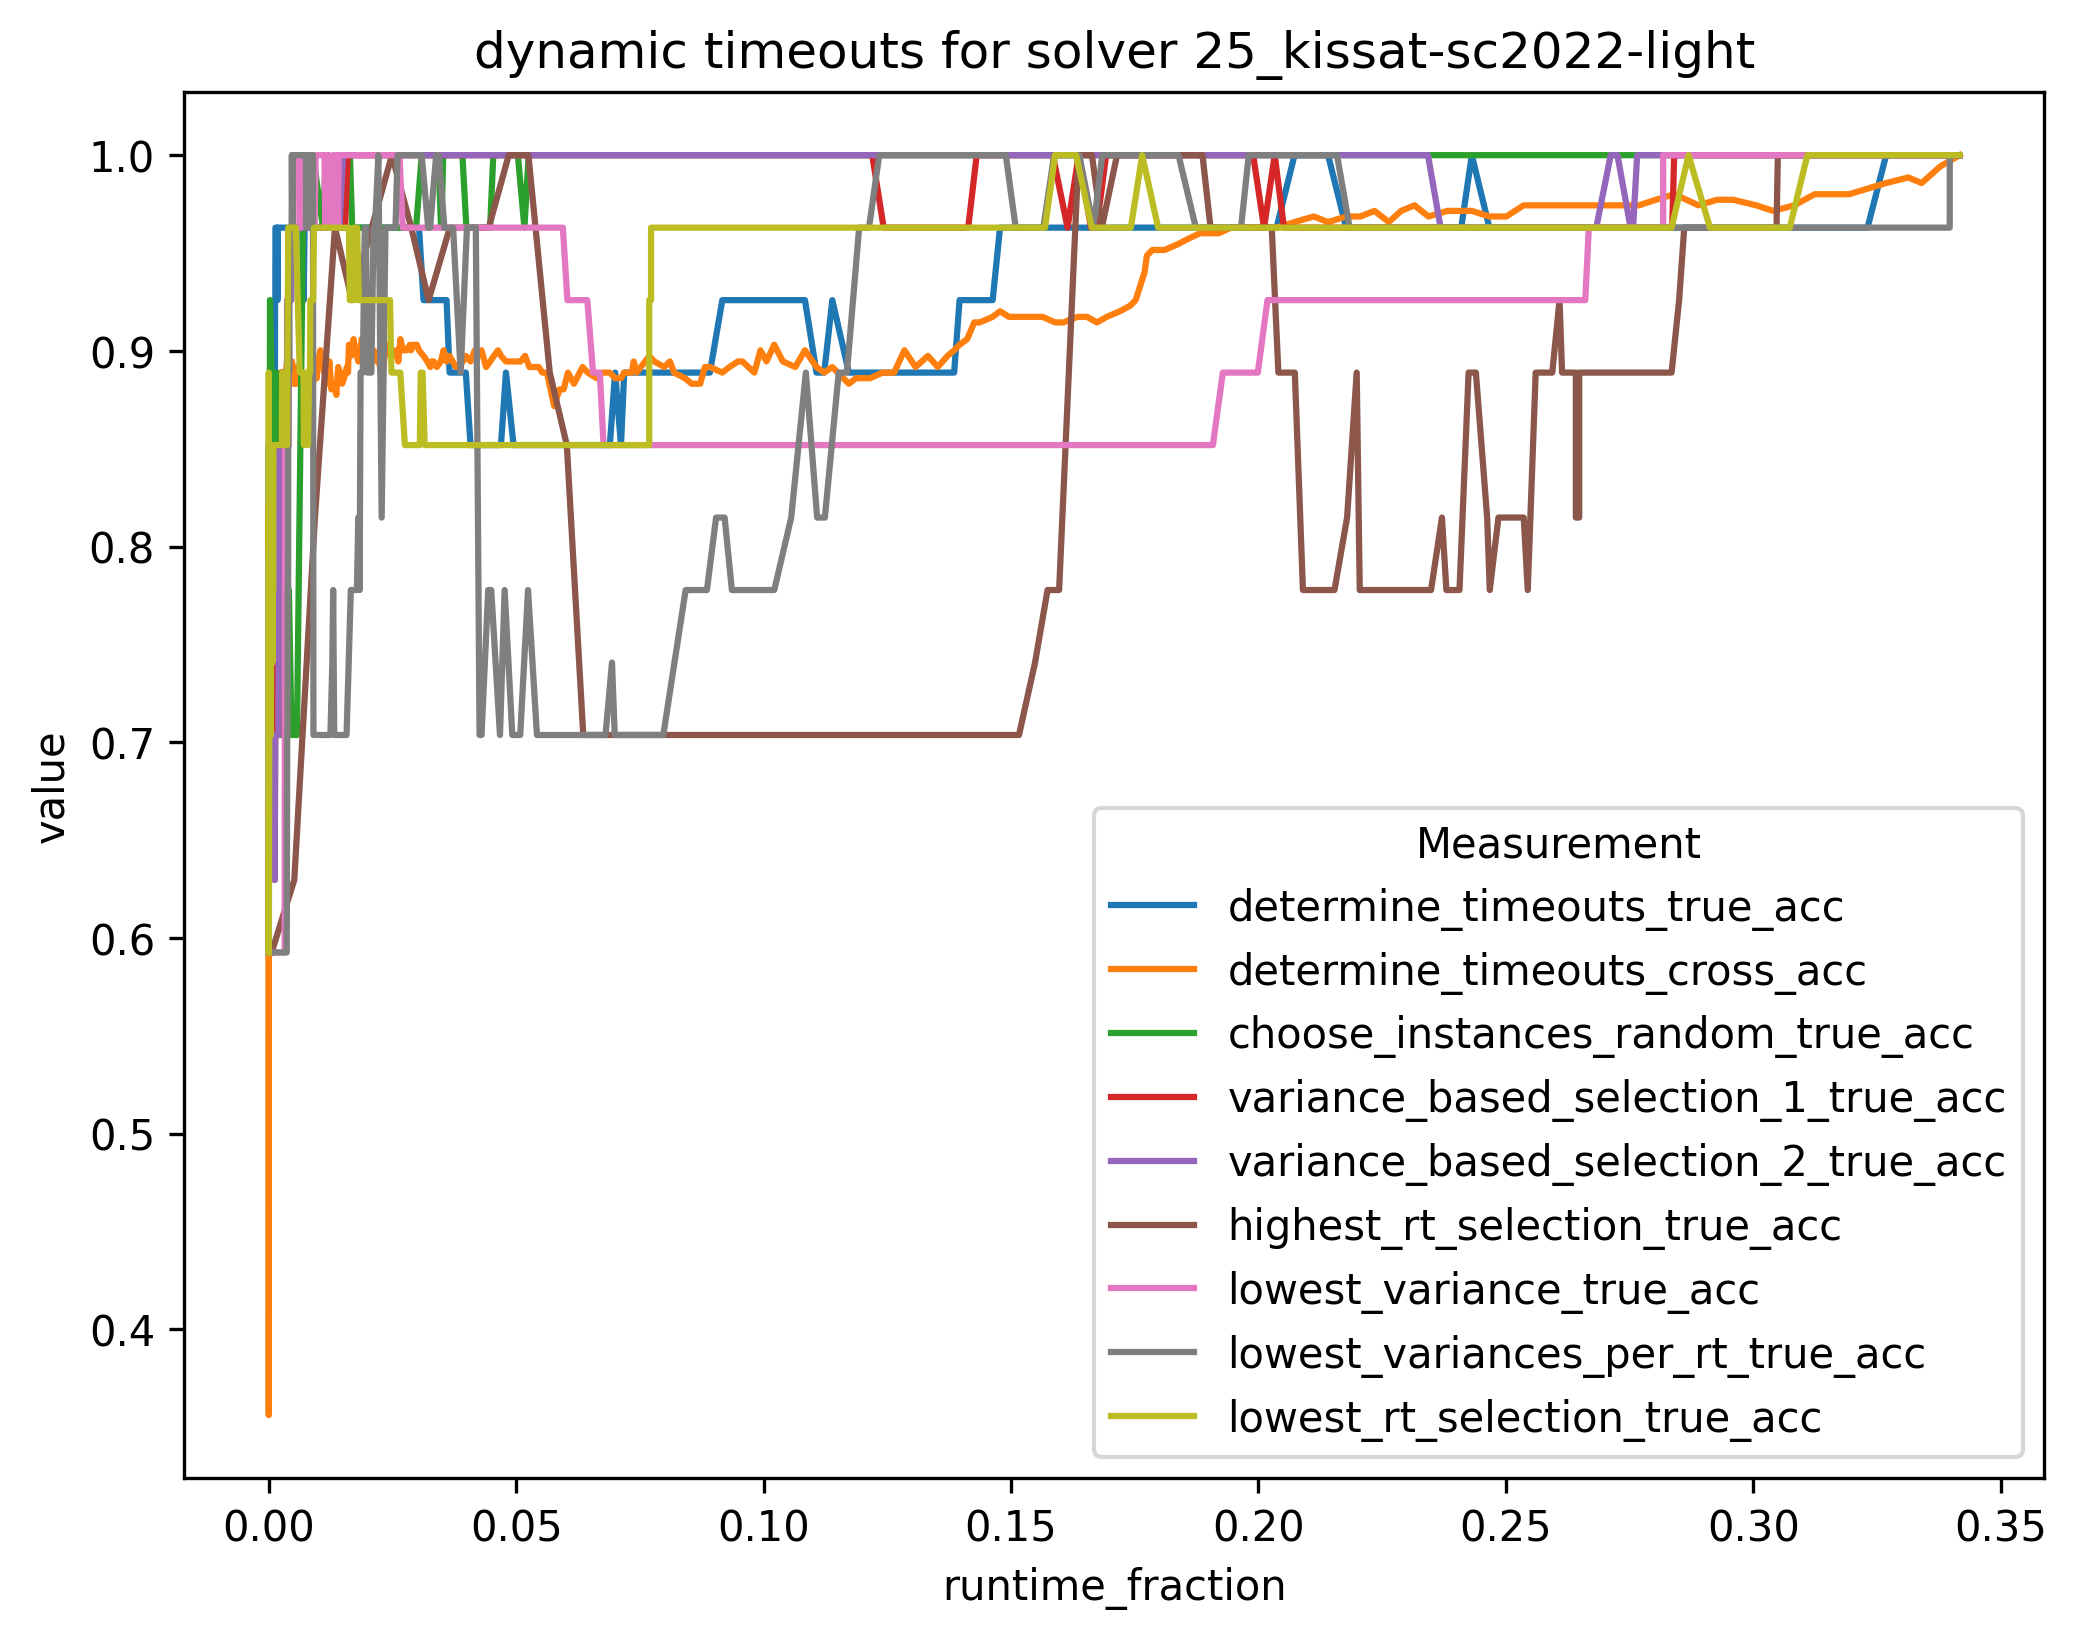 dynamic timeouts for solver 25_kissat-sc2022-light
1.0
0.9
0.8
0.7
0.6
0.5
0.4
value
Measurement
determine_timeouts_true_acc
determine_timeouts_cross_acc
choose_instances_random_true_acc
variance_based_selection_1_true_acc
variance_based_selection_2_true_acc
highest_rt_selection_true_acc
lowest_variance_true_acc
lowest_variances_per_rt_true_acc
lowest_rt_selection_true_acc
0.00 0.05 0.10 0.15 0.20 0.25 0.30 0.35
runtime_fraction